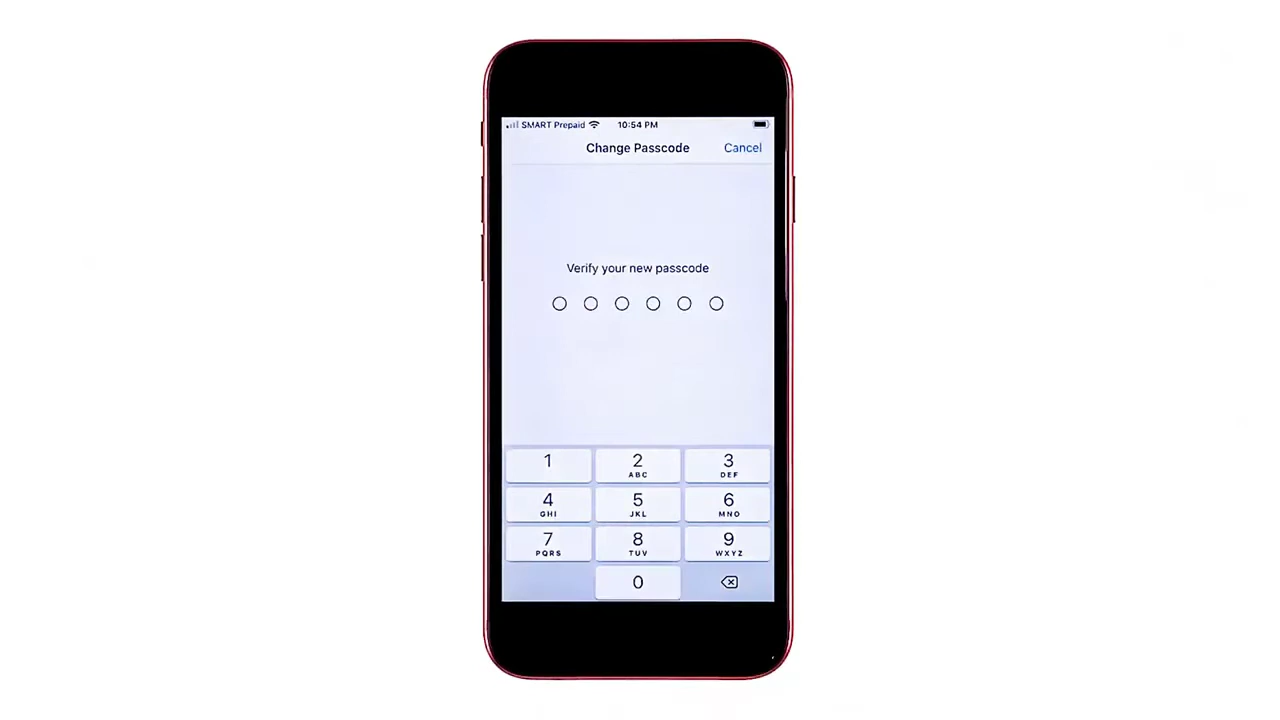 SMART Prepaid 10:54 PM
Change Passcode Cancel
Verify your new passcode
1 2 3
ABC DEF
4 5 6
GHI JKL MNO
7 8 9
PQRS TUV WXYZ
0